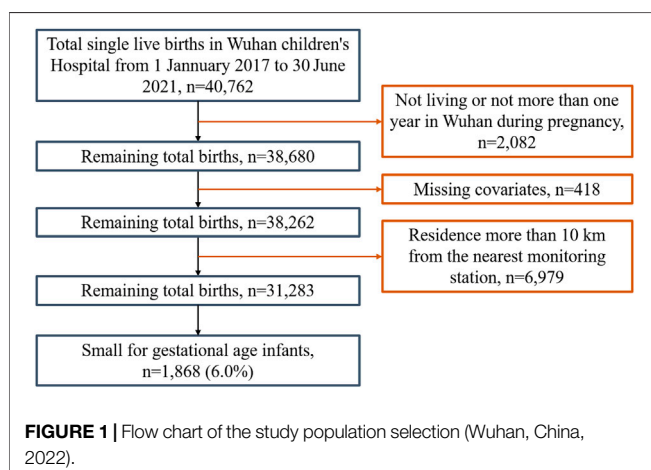 Total single live births in Wuhan children's
Hospital from 1 Jannuary 2017 to 30 June
2021, n=40,762
Not living or not more than one
year in Wuhan during pregnancy,
n=2,082
Remaining total births, n=38,680
Missing covariates, n=418
Remaining total births, n=38,262
Residence more than 10 km
from the nearest monitoring
station, n=6,979
Remaining total births, n=31,283
Small for gestational age infants,
n=1,868 (6.0%)
FIGURE 1 | Flow chart of the study population selection (Wuhan, China,
2022).